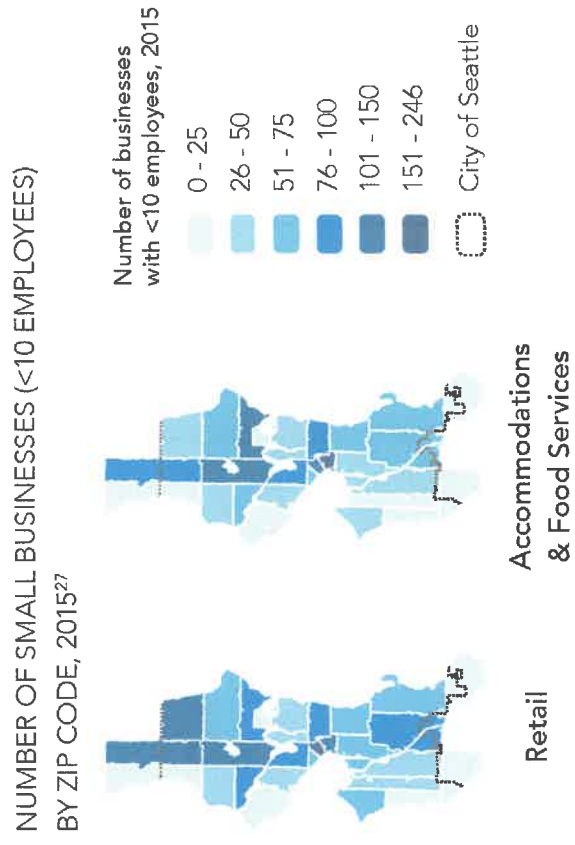 NUMBER OF SMALL BUSINESSES (<10 EMPLOYEES)
BY ZIP CODE, 2015²⁷
Retail
Accommodations
& Food Services
Number of businesses
with <10 employees, 2015
0 - 25
26 - 50
51 - 75
76 - 100
101 - 150
151 - 246
City of Seattle